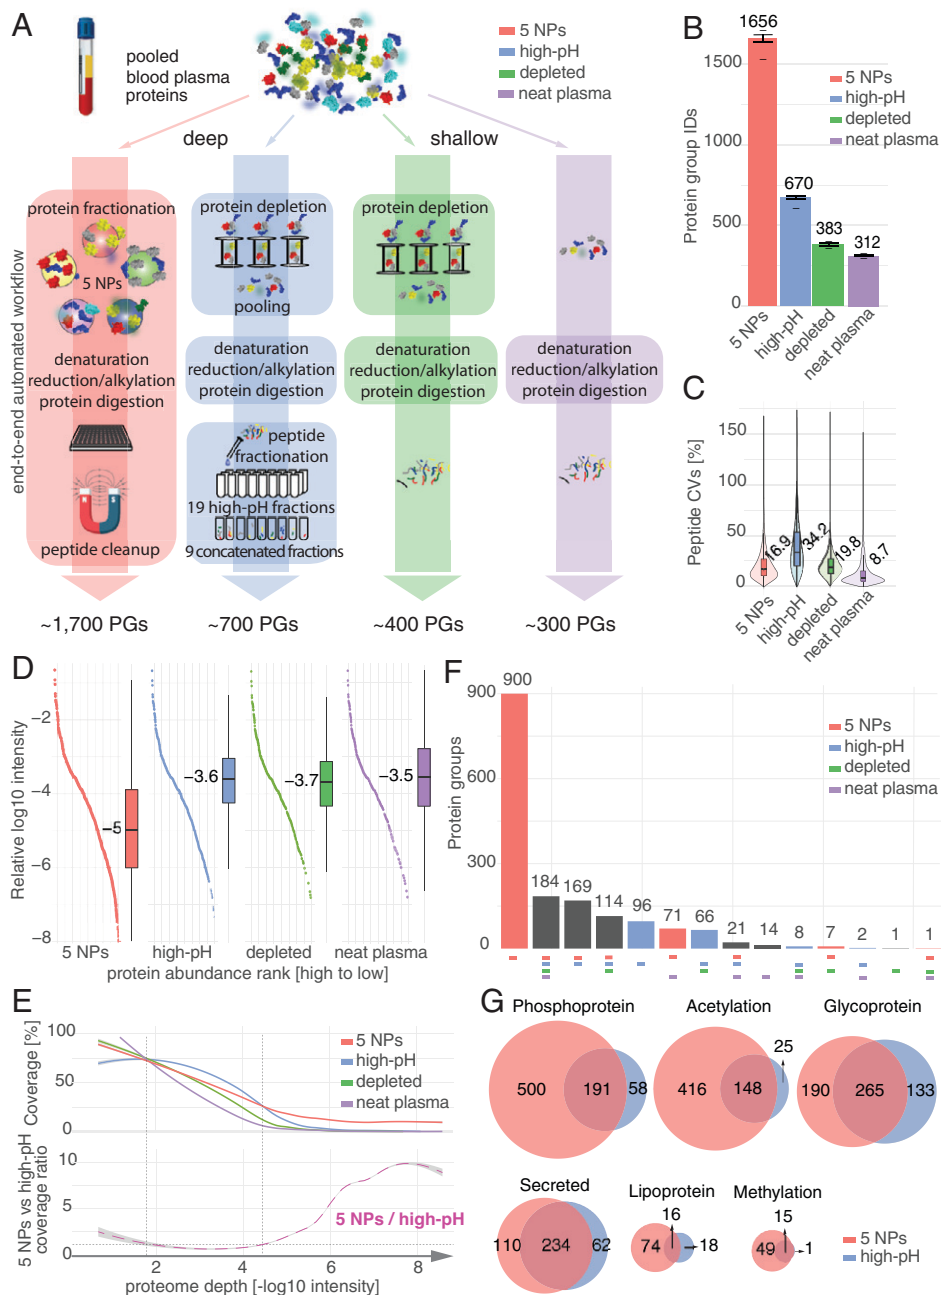 A
pooled
blood plasma
proteins
5 NPs
high-pH
depleted
neat plasma
deep
shallow
end-to-end automated workflow
protein fractionation
5 NPs
denaturation
reduction/alkylation
protein digestion
peptide cleanup
~1,700 PGs
protein depletion
pooling
denaturation
reduction/alkylation
protein digestion
peptide
fractionation
19 high-pH fractions
9 concatenated fractions
~700 PGs
protein depletion
denaturation
reduction/alkylation
protein digestion
~400 PGs
denaturation
reduction/alkylation
protein digestion
~300 PGs
B
Protein group IDs
1500
1000
500
0
1656
670
383
312
5 NPs
high-pH
depleted
neat plasma
5 NPs
high-pH
depleted
neat plasma
C
Peptide CVs [%]
150
100
50
0
16.9
34.2
19.8
8.7
5 NPs
high-pH
depleted
neat plasma
D
Relative log10 intensity
−2
−4
−6
−8
−5
−3.6
−3.7
−3.5
5 NPs
high-pH
depleted
neat plasma
protein abundance rank [high to low]
E
Coverage [%]
100
50
0
5 NPs
high-pH
depleted
neat plasma
5 NPs vs high-pH
coverage ratio
10
5
1
0
5 NPs / high-pH
2
4
6
8
proteome depth [-log10 intensity]
F
Protein groups
900
600
300
0
900
184
169
114
96
71
66
21
14
8
7
2
1
1
5 NPs
high-pH
depleted
neat plasma
G
Phosphoprotein
500
191
58
Acetylation
416
148
25
Glycoprotein
190
265
133
Secreted
110
234
62
Lipoprotein
16
74
18
Methylation
15
49
1
5 NPs
high-pH